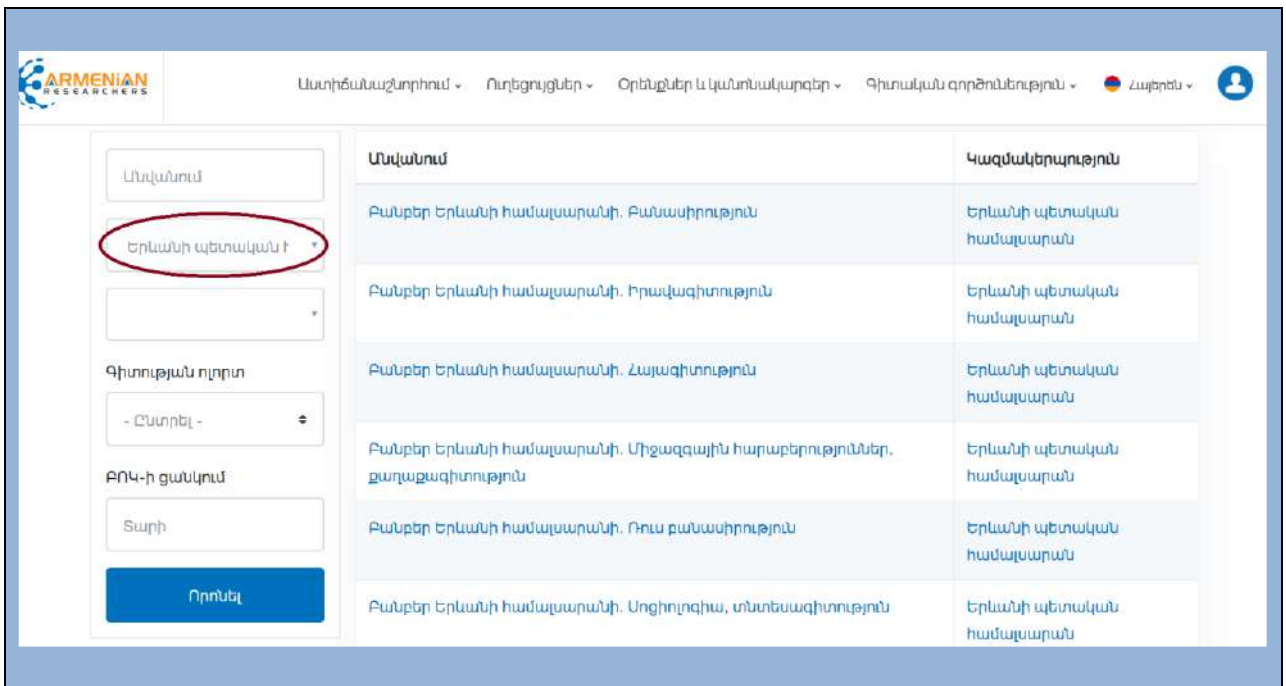 ARMENIAN
RESEARCHERS
Աստիճանաշնորհում
Ուղեցույցներ
Օրենքներ և կանոնակարգեր
Գիտական գործունեություն
Հայերեն
Անվանում
Երևանի պետական հ
Գիտության ոլորտ
- Ընտրել -
ԲՈԿ-ի ցանկում
Տարի
Որոնել
Անվանում
Կազմակերպություն
Բանբեր Երևանի համալսարանի. Բանասիրություն
Երևանի պետական
համալսարան
Բանբեր Երևանի համալսարանի. Իրավագիտություն
Երևանի պետական
համալսարան
Բանբեր Երևանի համալսարանի. Հայագիտություն
Երևանի պետական
համալսարան
Բանբեր Երևանի համալսարանի. Միջազգային հարաբերություններ,
քաղաքագիտություն
Երևանի պետական
համալսարան
Բանբեր Երևանի համալսարանի. Ռուս բանասիրություն
Երևանի պետական
համալսարան
Բանբեր Երևանի համալսարանի. Սոցիոլոգիա, տնտեսագիտություն
Երևանի պետական
համալսարան